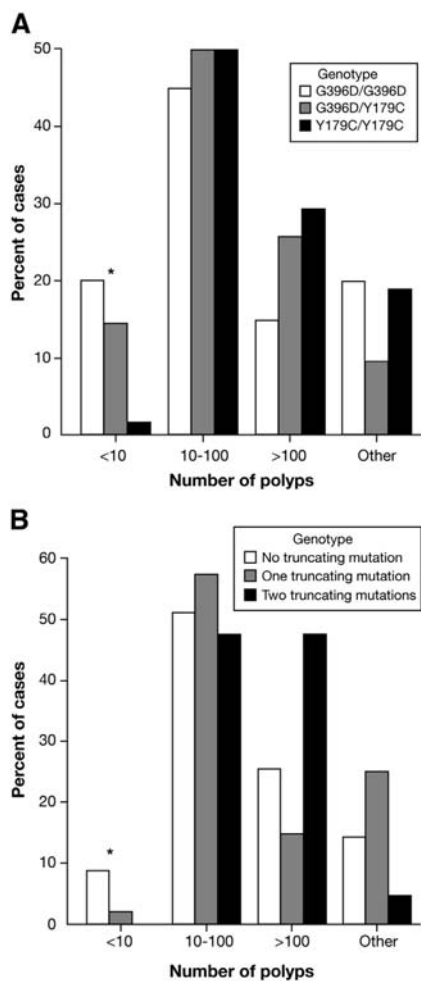 A
50
40
30
20
10
0
Percent of cases
Genotype
G396D/G396D
G396D/Y179C
Y179C/Y179C
*
<10
10-100
>100
Other
Number of polyps
B
60
50
40
30
20
10
0
Percent of cases
Genotype
No truncating mutation
One truncating mutation
Two truncating mutations
*
<10
10-100
>100
Other
Number of polyps